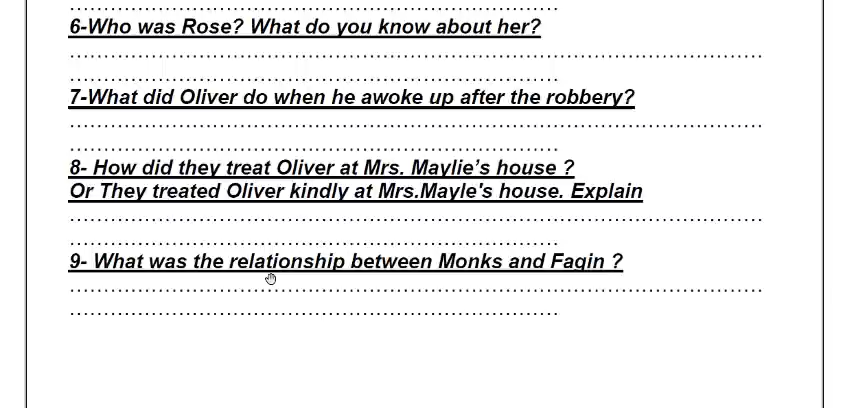 ...........................................................................
6-Who was Rose? What do you know about her?
..........................................................................................................
...........................................................................
7-What did Oliver do when he awoke up after the robbery?
..........................................................................................................
...........................................................................
8- How did they treat Oliver at Mrs. Maylie’s house ?
Or They treated Oliver kindly at Mrs.Mayle's house. Explain
..........................................................................................................
...........................................................................
9- What was the relationship between Monks and Fagin ?
..........................................................................................................
...........................................................................